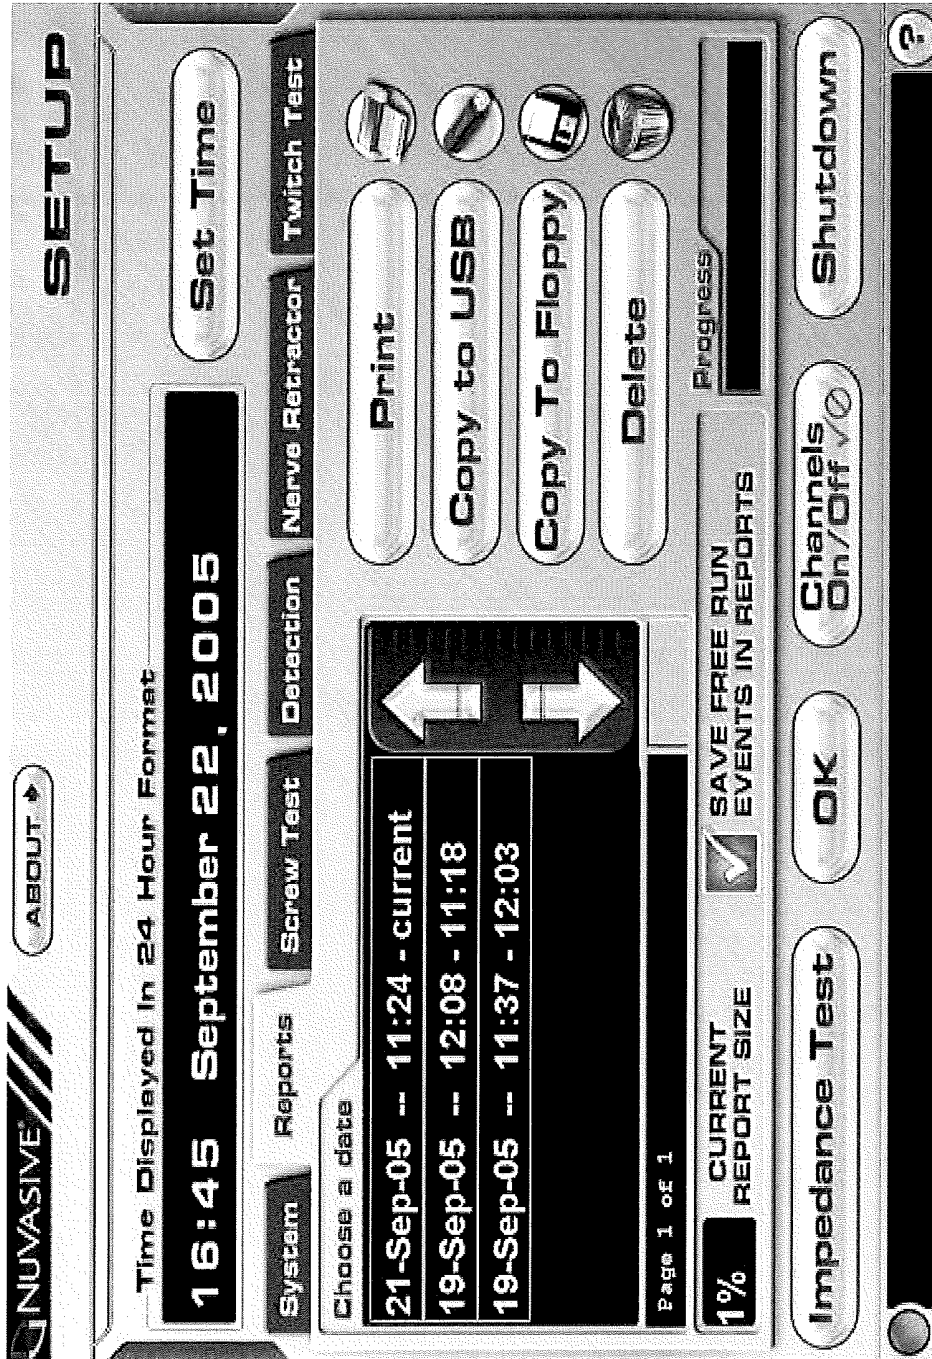 NUVASIVE
ABOUT
SETUP
Time Displayed In 24 Hour Format
16:45 September 22, 2005
Set Time
System
Reports
Screw Test
Detection
Nerve Retractor
Twitch Test
Choose a date
21-Sep-05 -- 11:24 - current
19-Sep-05 -- 12:08 - 11:18
19-Sep-05 -- 11:37 - 12:03
Page 1 of 1
Print
Copy to USB
Copy To Floppy
Delete
1%
CURRENT
REPORT SIZE
SAVE FREE RUN
EVENTS IN REPORTS
Progress
Impedance Test
OK
Channels
On/Off
Shutdown
?